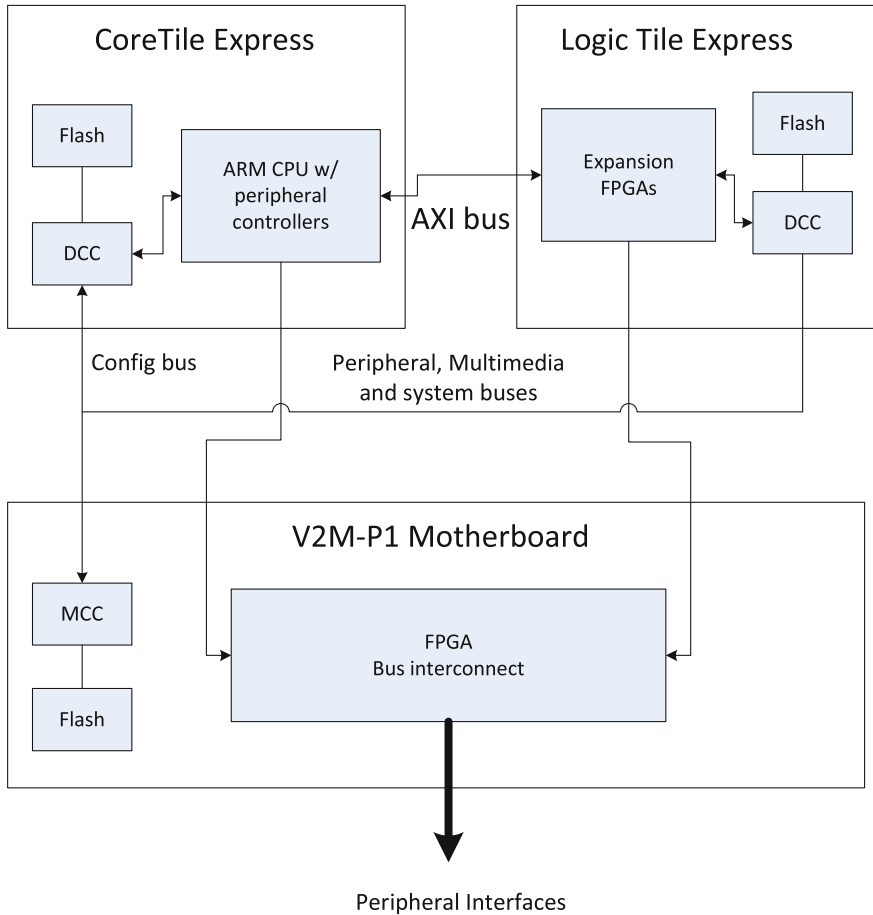 CoreTile Express
Logic Tile Express
Flash
ARM CPU w/
peripheral
controllers
DCC
AXI bus
Expansion
FPGAs
Flash
DCC
Config bus
Peripheral, Multimedia
and system buses
V2M-P1 Motherboard
MCC
Flash
FPGA
Bus interconnect
Peripheral Interfaces